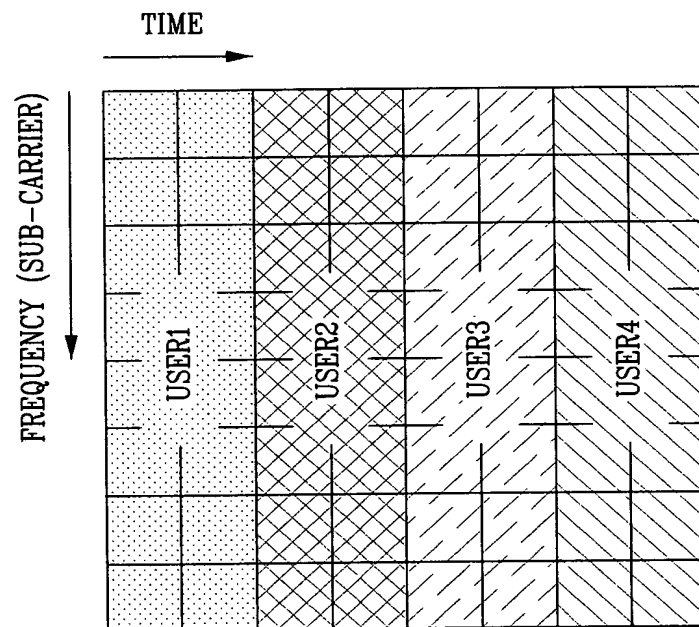 TIME
FREQUENCY (SUB-CARRIER)
USER1
USER2
USER3
USER4